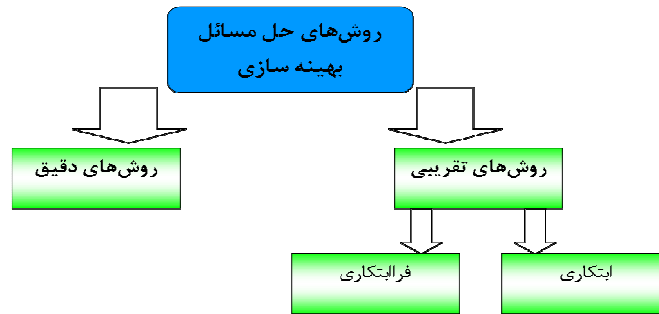 روش‌های حل مسائل
بهینه سازی
روش‌های تقریبی
روش‌های دقیق
ابتکاری
فراابتکاری